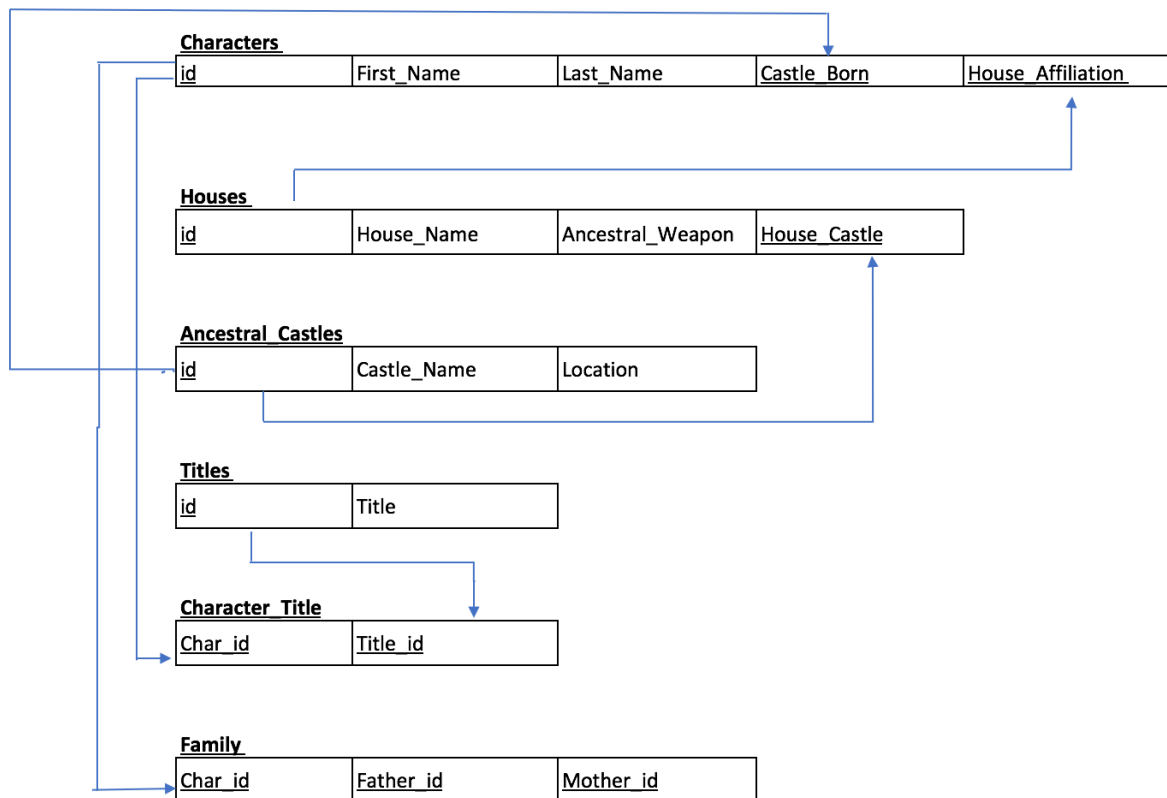 Characters
id First_Name Last_Name Castle_Born House_Affiliation
Houses
id House_Name Ancestral_Weapon House_Castle
Ancestral_Castles
id Castle_Name Location
Titles
id Title
Character_Title
Char_id Title_id
Family
Char_id Father_id Mother_id